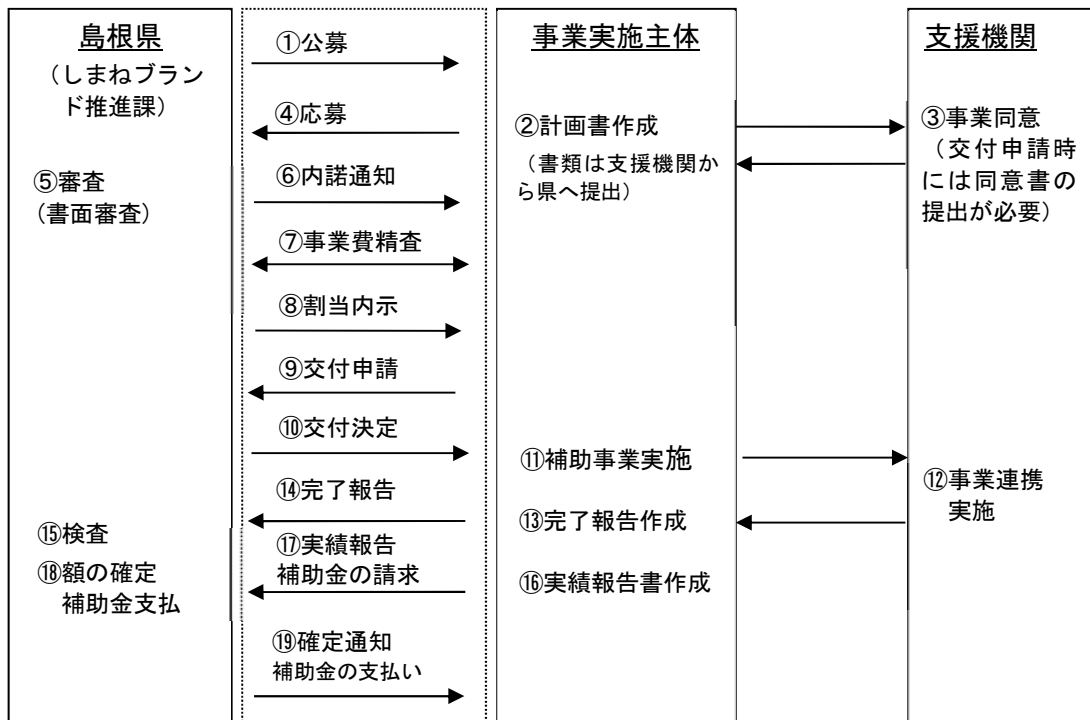 島根県
（しまねブラン
ド推進課）
⑤審査
(書面審査）
⑮検査
⑱額の確定
補助金支払
①公募
④応募
⑥内諾通知
⑦事業費精査
⑧割当内示
⑨交付申請
⑩交付決定
⑭完了報告
⑰実績報告
補助金の請求
⑲確定通知
補助金の支払い
事業実施主体
②計画書作成
（書類は支援機関か
ら県へ提出）
⑪補助事業実施
⑬完了報告作成
⑯実績報告書作成
支援機関
③事業同意
（交付申請時
には同意書の
提出が必要）
⑫事業連携
実施